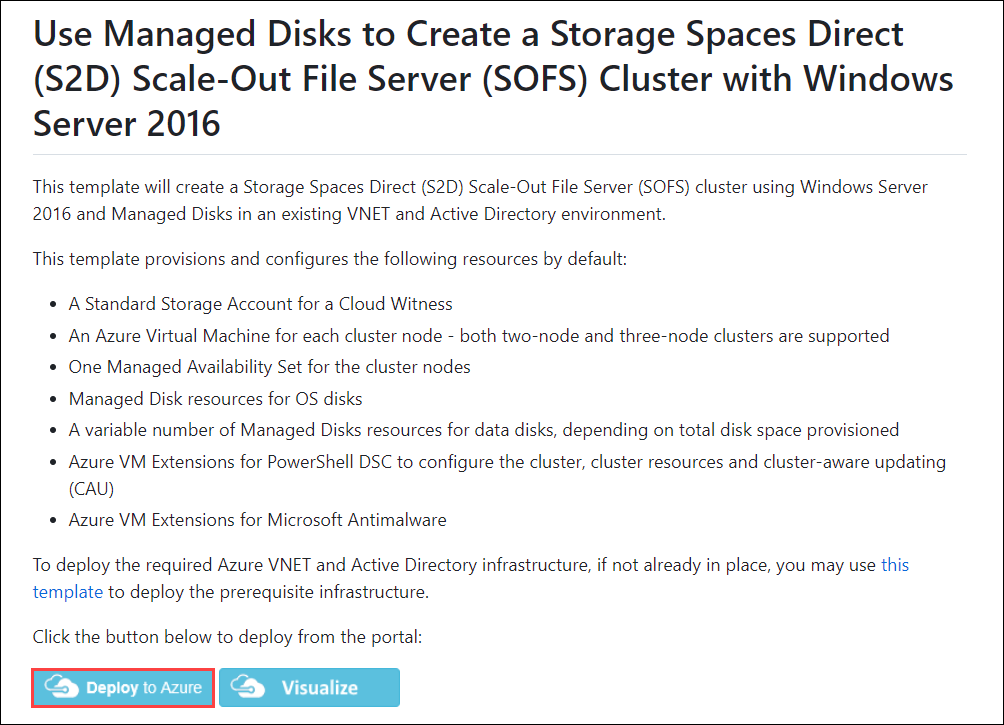 Use Managed Disks to Create a Storage Spaces Direct
(S2D) Scale-Out File Server (SOFS) Cluster with Windows
Server 2016
This template will create a Storage Spaces Direct (S2D) Scale-Out File Server (SOFS) cluster using Windows Server
2016 and Managed Disks in an existing VNET and Active Directory environment.
This template provisions and configures the following resources by default:
• A Standard Storage Account for a Cloud Witness
• An Azure Virtual Machine for each cluster node - both two-node and three-node clusters are supported
• One Managed Availability Set for the cluster nodes
• Managed Disk resources for OS disks
• A variable number of Managed Disks resources for data disks, depending on total disk space provisioned
• Azure VM Extensions for PowerShell DSC to configure the cluster, cluster resources and cluster-aware updating
(CAU)
• Azure VM Extensions for Microsoft Antimalware
To deploy the required Azure VNET and Active Directory infrastructure, if not already in place, you may use this
template to deploy the prerequisite infrastructure.
Click the button below to deploy from the portal:
Deploy to Azure Visualize